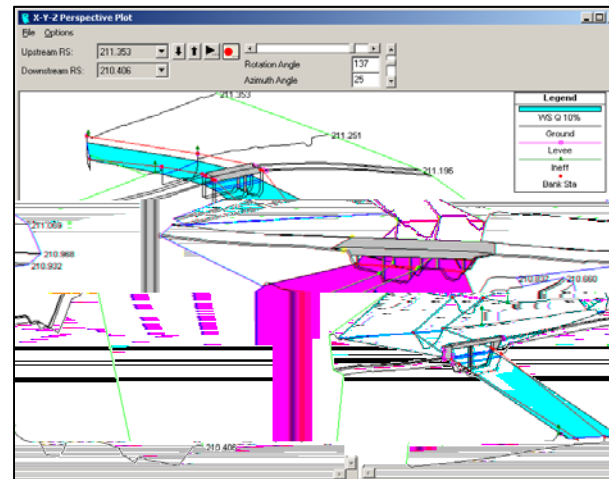 X-Y-Z Perspective Plot
File Options
Upstream RS: 211.353
Downstream RS: 210.406
Rotation Angle 137
Azimuth Angle 25
Legend
WS Q 10%
Ground
Levee
Ineff
Bank Sta
211.353
211.251
211.196
211.069
210.968
210.932
210.660
210.406